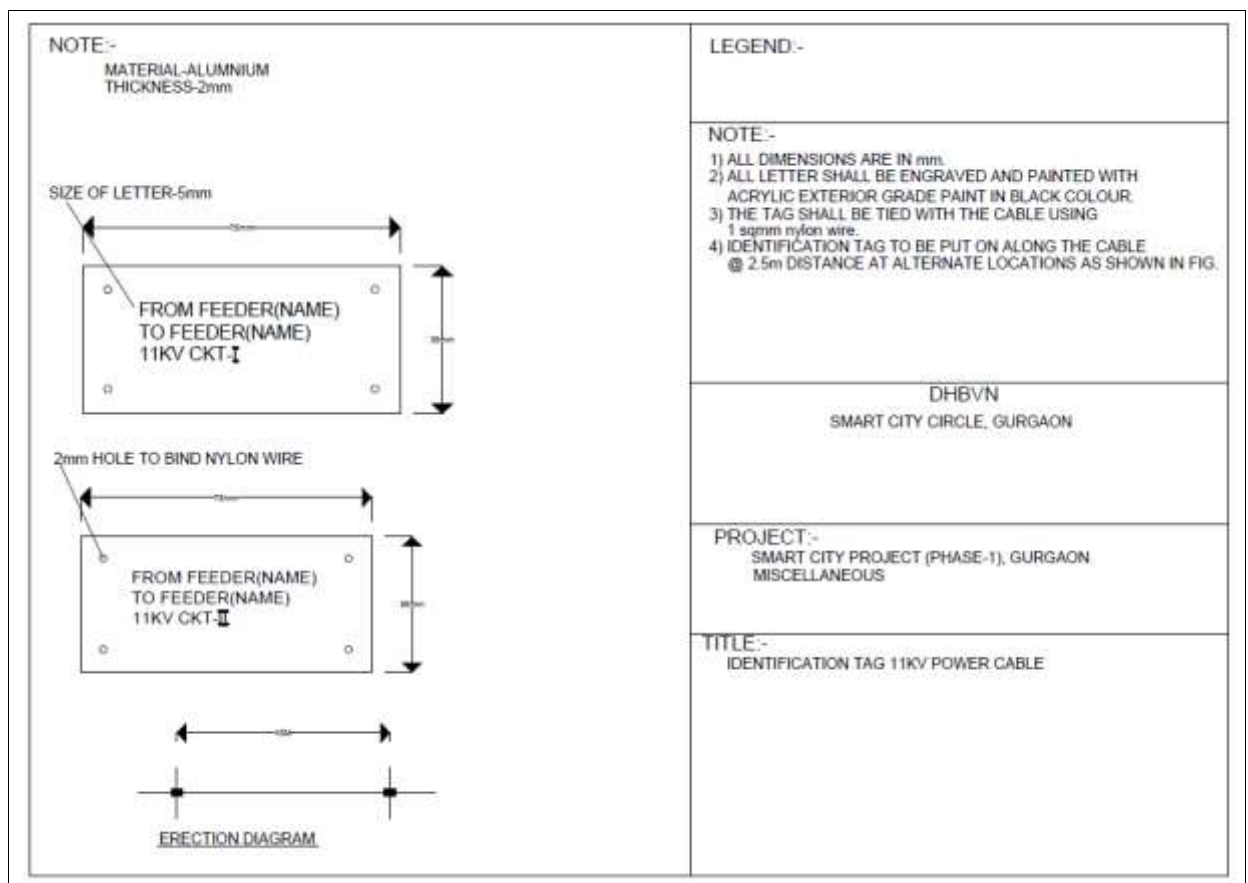 NOTE:-
MATERIAL-ALUMNIUM
THICKNESS-2mm
SIZE OF LETTER-5mm
FROM FEEDER(NAME)
TO FEEDER(NAME)
11KV CKT-I
2mm HOLE TO BIND NYLON WIRE
FROM FEEDER(NAME)
TO FEEDER(NAME)
11KV CKT-II
ERECTION DIAGRAM
LEGEND:-
NOTE:-
1) ALL DIMENSIONS ARE IN mm.
2) ALL LETTER SHALL BE ENGRAVED AND PAINTED WITH
ACRYLIC EXTERIOR GRADE PAINT IN BLACK COLOUR.
3) THE TAG SHALL BE TIED WITH THE CABLE USING
1 sqmm nylon wire.
4) IDENTIFICATION TAG TO BE PUT ON ALONG THE CABLE
@ 2.5m DISTANCE AT ALTERNATE LOCATIONS AS SHOWN IN FIG.
DHBVN
SMART CITY CIRCLE, GURGAON
PROJECT:-
SMART CITY PROJECT (PHASE-1), GURGAON
MISCELLANEOUS
TITLE:-
IDENTIFICATION TAG 11KV POWER CABLE